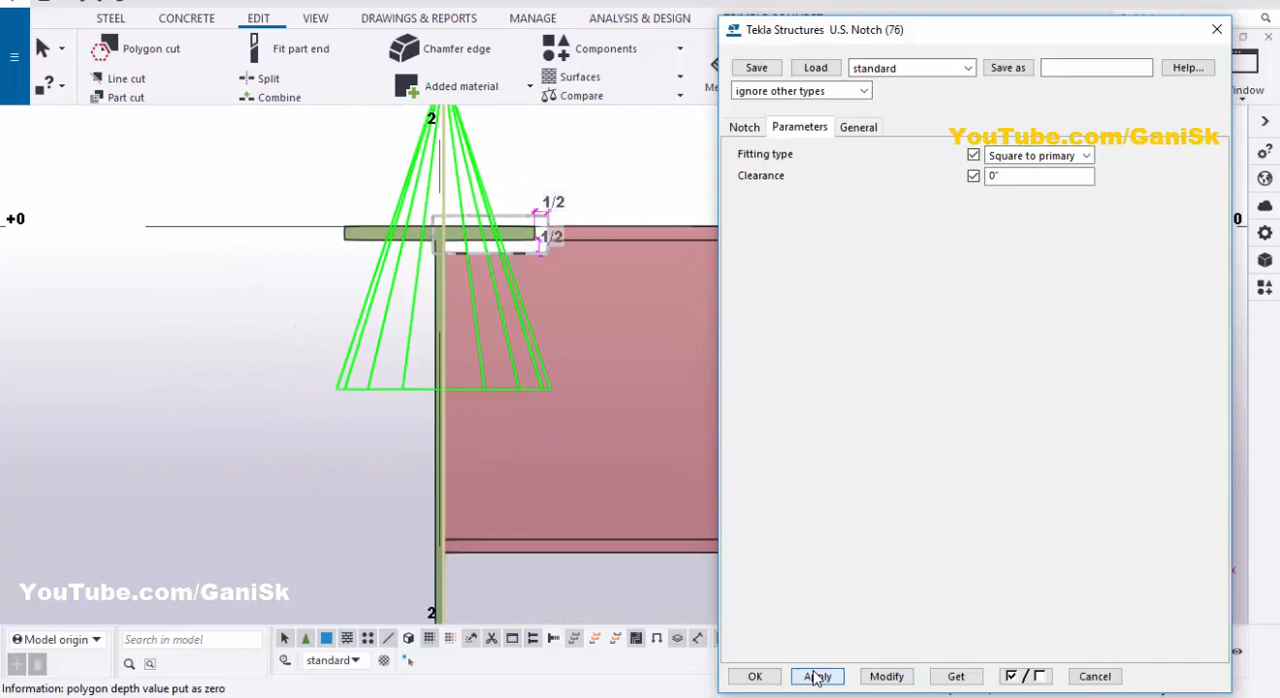 STEEL CONCRETE EDIT VIEW DRAWINGS & REPORTS MANAGE ANALYSIS & DESIGN
Polygon cut Fit part end Chamfer edge Components
Line cut Split Added material Surfaces
Part cut Combine Compare
Tekla Structures U.S. Notch (76)
Save Load standard Save as Help...
ignore other types
Notch Parameters General
YouTube.com/GaniSk
Fitting type Square to primary
Clearance 0"
2
+0
1/2
1/2
0
2
YouTube.com/GaniSk
Model origin Search in model
standard
OK Apply Modify Get / Cancel
Information: polygon depth value put as zero